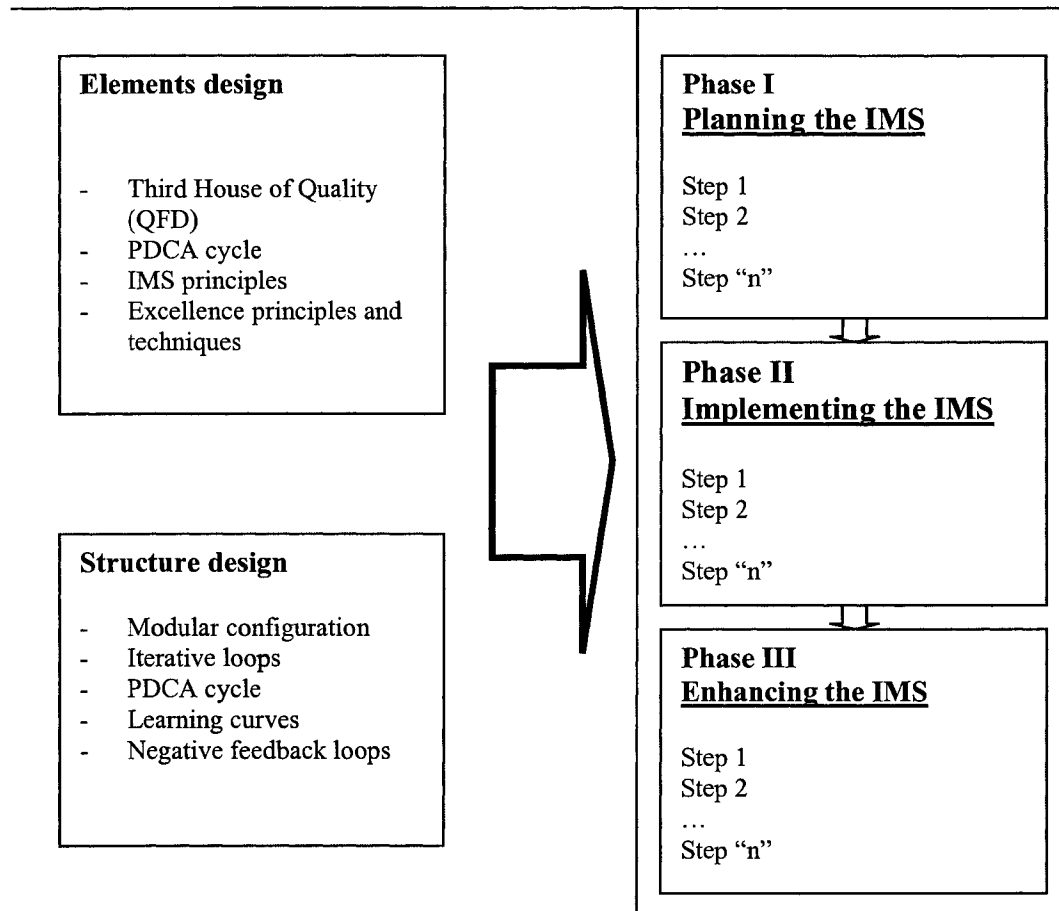 Elements design
- Third House of Quality
(QFD)
- PDCA cycle
- IMS principles
- Excellence principles and
techniques
Structure design
- Modular configuration
- Iterative loops
- PDCA cycle
- Learning curves
- Negative feedback loops
Phase I
Planning the IMS
Step 1
Step 2
…
Step “n”
Phase II
Implementing the IMS
Step 1
Step 2
…
Step “n”
Phase III
Enhancing the IMS
Step 1
Step 2
…
Step “n”